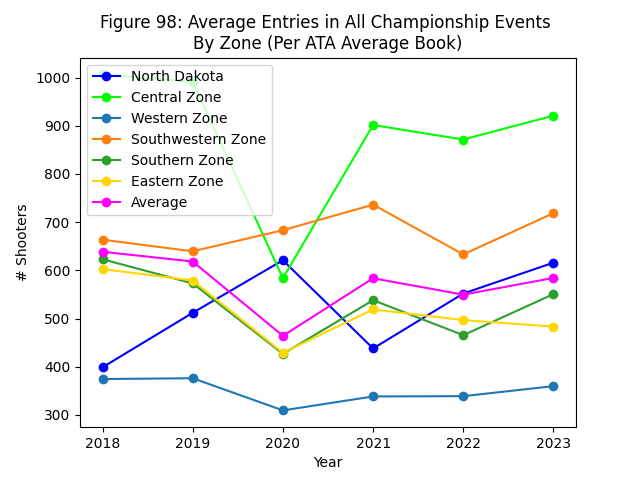 Figure 98: Average Entries in All Championship Events
By Zone (Per ATA Average Book)
North Dakota
Central Zone
Western Zone
Southwestern Zone
Southern Zone
Eastern Zone
Average
# Shooters
1000
900
800
700
600
500
400
300
2018 2019 2020 2021 2022 2023
Year